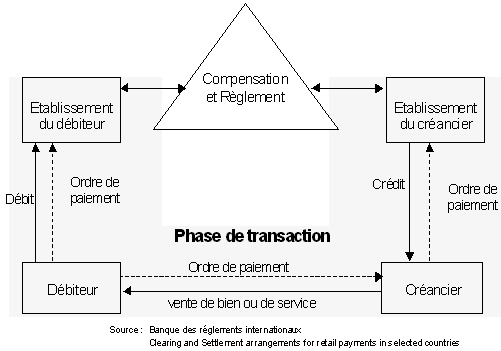 Compensation
et Règlement
Etablissement
du débiteur
Etablissement
du créancier
Ordre de
paiement
Débit
Crédit
Ordre de
paiement
Phase de transaction
Ordre de paiement
Débiteur
Créancier
vente de bien ou de service
Source : Banque des réglements internationaux
Clearing and Settlement arrangements for retail payments in selected countries